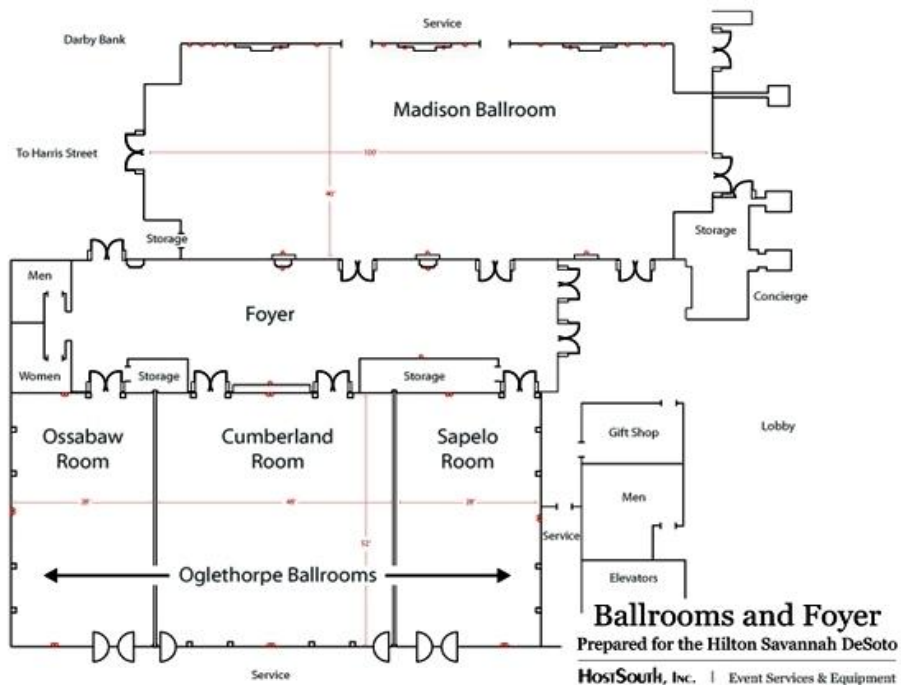 Service
Darby Bank
Madison Ballroom
To Harris Street
100'
Storage
Storage
Men
Concierge
Foyer
Women
Storage
Storage
Ossabaw
Room
Cumberland
Room
Sapelo
Room
Gift Shop
Lobby
Men
52'
Service
Oglethorpe Ballrooms
Elevators
Ballrooms and Foyer
Prepared for the Hilton Savannah DeSoto
Service
HOSTSOUTH, INC. | Event Services & Equipment